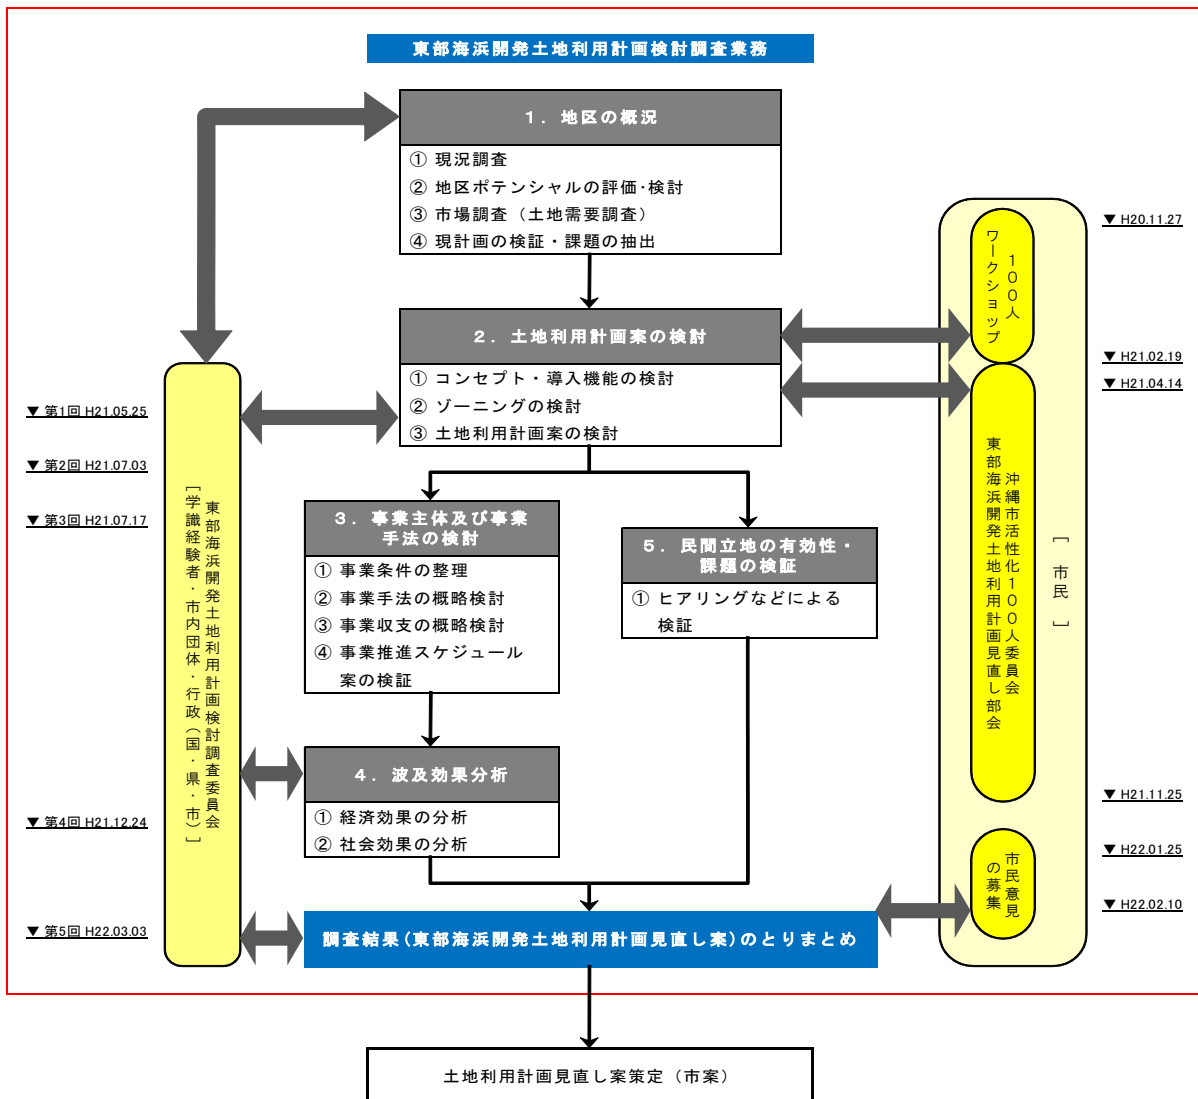 東部海浜開発土地利用計画検討調査業務
１．地区の概況
① 現況調査
② 地区ポテンシャルの評価･検討
③ 市場調査（土地需要調査）
④ 現計画の検証・課題の抽出
２．土地利用計画案の検討
① コンセプト・導入機能の検討
② ゾーニングの検討
③ 土地利用計画案の検討
３．事業主体及び事業
手法の検討
① 事業条件の整理
② 事業手法の概略検討
③ 事業収支の概略検討
④ 事業推進スケジュール
案の検証
５．民間立地の有効性・
課題の検証
① ヒアリングなどによる
検証
４．波及効果分析
① 経済効果の分析
② 社会効果の分析
調査結果(東部海浜開発土地利用計画見直し案)のとりまとめ
土地利用計画見直し案策定（市案）
▼ 第1回 H21.05.25
▼ 第2回 H21.07.03
▼ 第3回 H21.07.17
▼ 第4回 H21.12.24
▼ 第5回 H22.03.03
東部海浜開発土地利用計画検討調査委員会
［学識経験者・市内団体・行政（国・県・市）］
１００人
ワークショップ
沖縄市活性化１００人委員会
東部海浜開発土地利用計画見直し部会
市民意見
の募集
［ 市民 ］
▼ H20.11.27
▼ H21.02.19
▼ H21.04.14
▼ H21.11.25
▼ H22.01.25
▼ H22.02.10